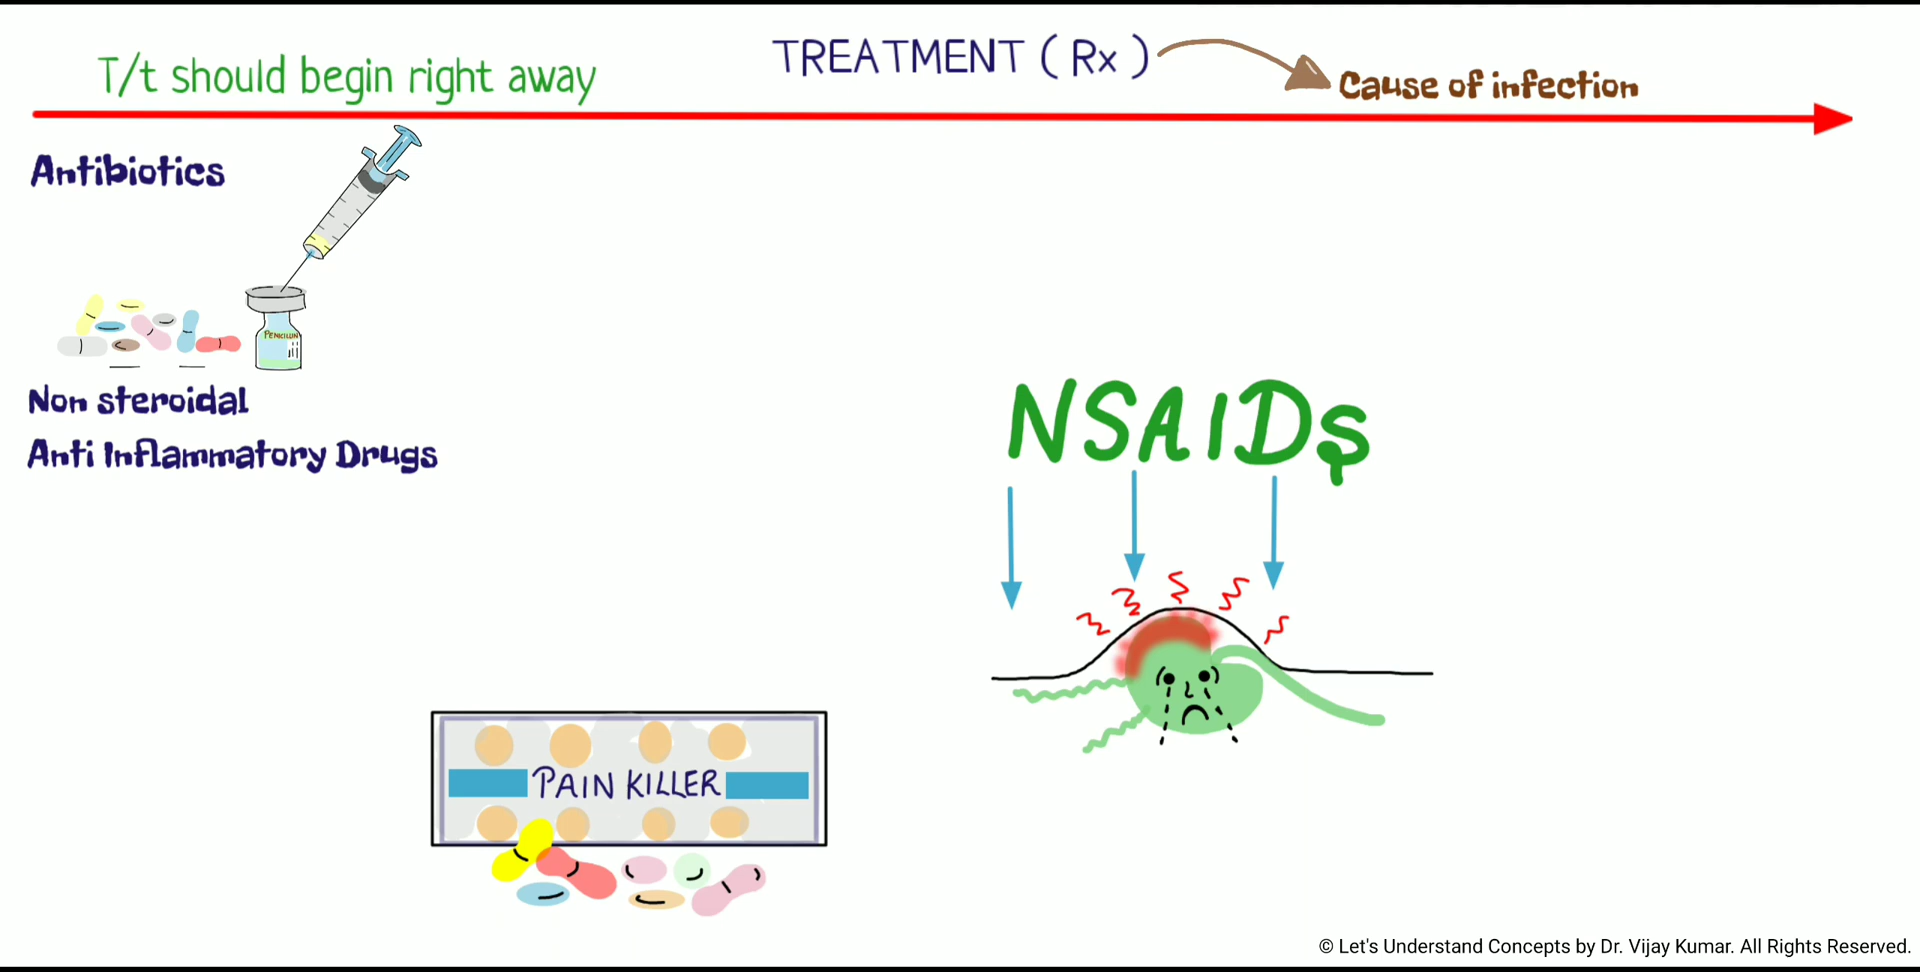 TREATMENT ( Rx )
T/t should begin right away
Cause of infection
Antibiotics
PENICILLIN
Non steroidal
Anti Inflammatory Drugs
NSAIDs
PAIN KILLER
© Let's Understand Concepts by Dr. Vijay Kumar. All Rights Reserved.